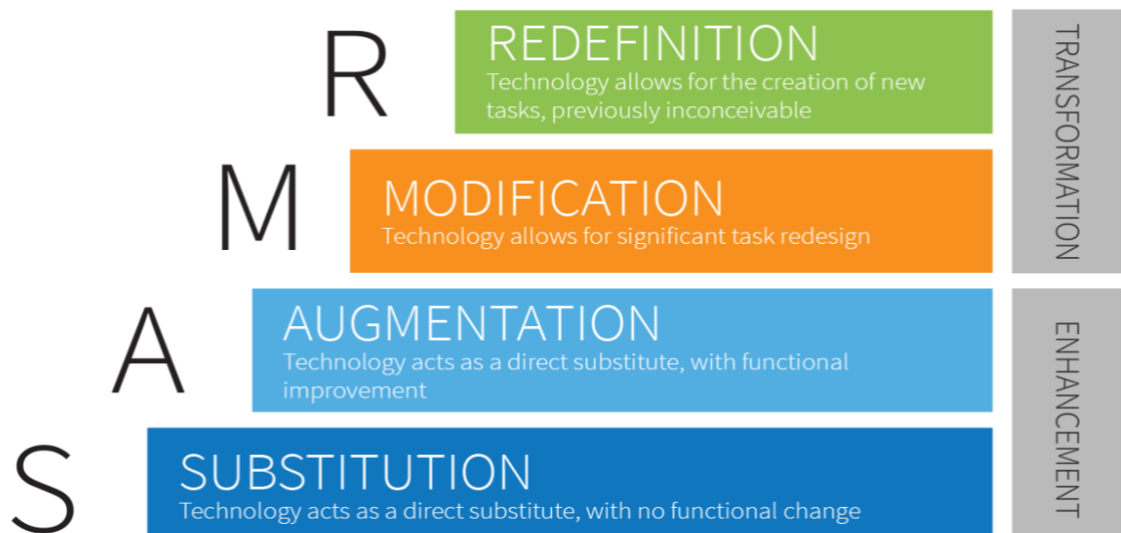 R
REDEFINITION
Technology allows for the creation of new
tasks, previously inconceivable
M
MODIFICATION
Technology allows for significant task redesign
TRANSFORMATION
A
AUGMENTATION
Technology acts as a direct substitute, with functional
improvement
S
SUBSTITUTION
Technology acts as a direct substitute, with no functional change
ENHANCEMENT